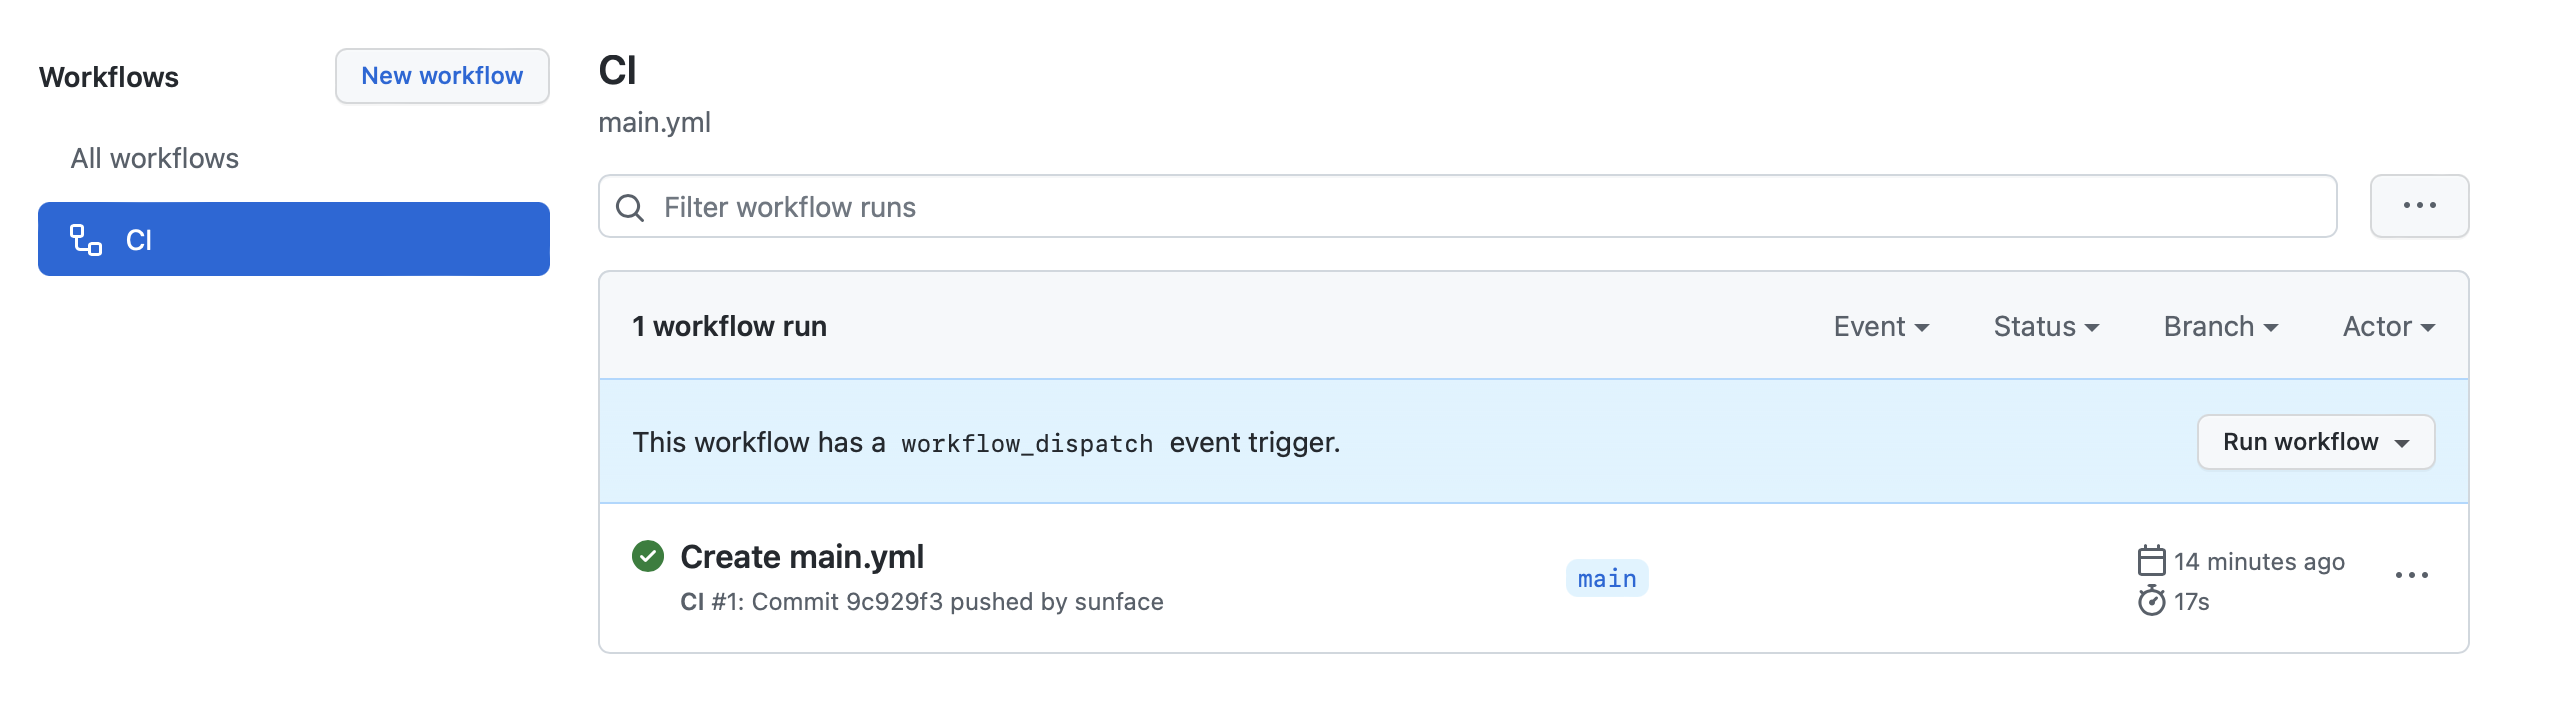 Workflows
New workflow
All workflows
CI
CI
main.yml
Filter workflow runs
1 workflow run
Event
Status
Branch
Actor
This workflow has a workflow_dispatch event trigger.
Run workflow
Create main.yml
CI #1: Commit 9c929f3 pushed by sunface
main
14 minutes ago
17s